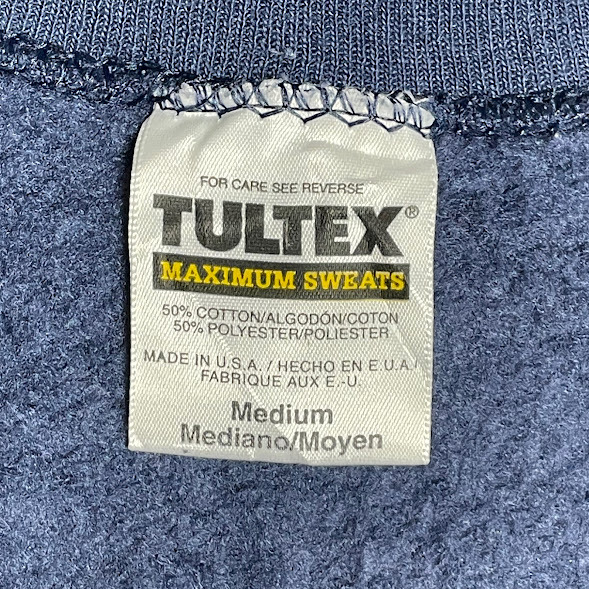 FOR CARE SEE REVERSE
TULTEX®
MAXIMUM SWEATS
50% COTTON/ALGODÓN/COTON
50% POLYESTER/POLIESTER
MADE IN U.S.A. / HECHO EN E.U.A./
FABRIQUE AUX E.-U.
Medium
Mediano/Moyen